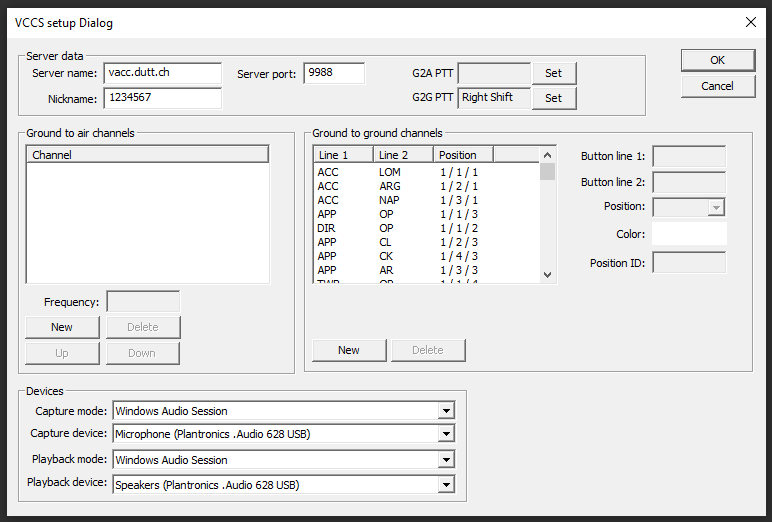 VCCS setup Dialog
Server data
Server name: vacc.dutt.ch Server port: 9988 G2A PTT Set OK
Nickname: 1234567 G2G PTT Right Shift Set Cancel
Ground to air channels
Channel
Frequency:
New Delete
Up Down
Ground to ground channels
Line 1 Line 2 Position
ACC LOM 1 / 1 / 1
ACC ARG 1 / 2 / 1
ACC NAP 1 / 3 / 1
APP OP 1 / 1 / 3
DIR OP 1 / 1 / 2
APP CL 1 / 2 / 3
APP CK 1 / 4 / 3
APP AR 1 / 3 / 3
Button line 1:
Button line 2:
Position:
Color:
Position ID:
New Delete
Devices
Capture mode: Windows Audio Session
Capture device: Microphone (Plantronics .Audio 628 USB)
Playback mode: Windows Audio Session
Playback device: Speakers (Plantronics .Audio 628 USB)